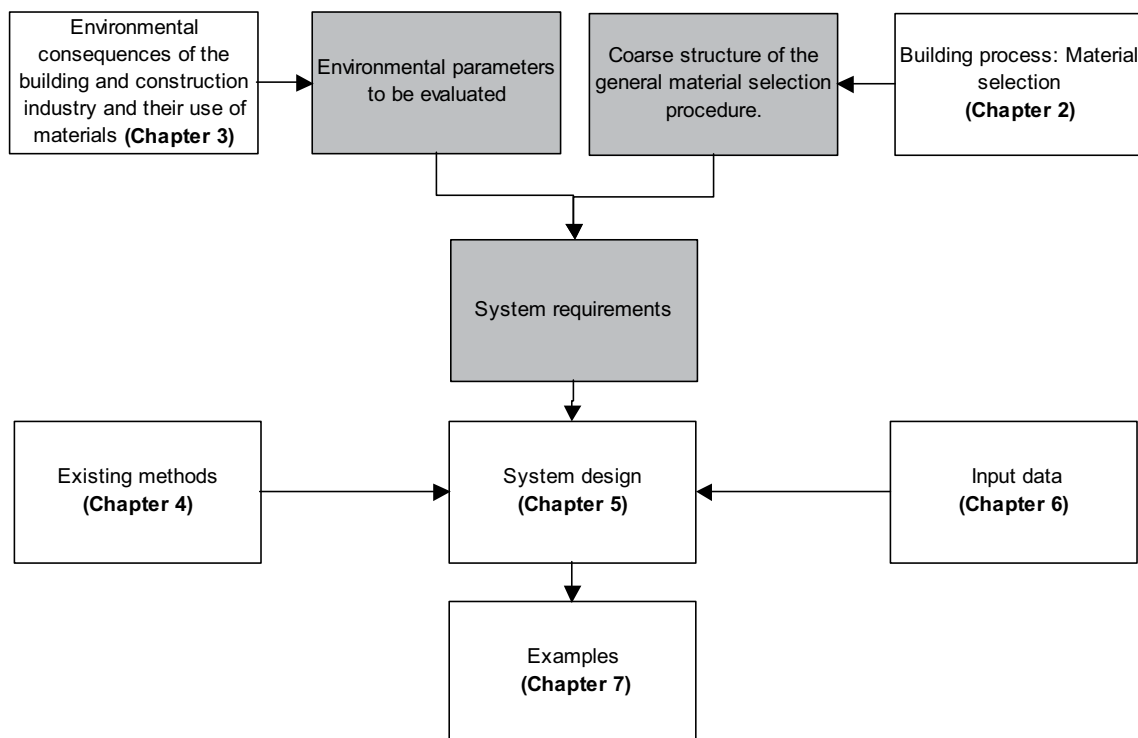 Environmental
consequences of the
building and construction
industry and their use of
materials (Chapter 3)
Environmental parameters
to be evaluated
Coarse structure of the
general material selection
procedure.
Building process: Material
selection
(Chapter 2)
System requirements
Existing methods
(Chapter 4)
System design
(Chapter 5)
Input data
(Chapter 6)
Examples
(Chapter 7)